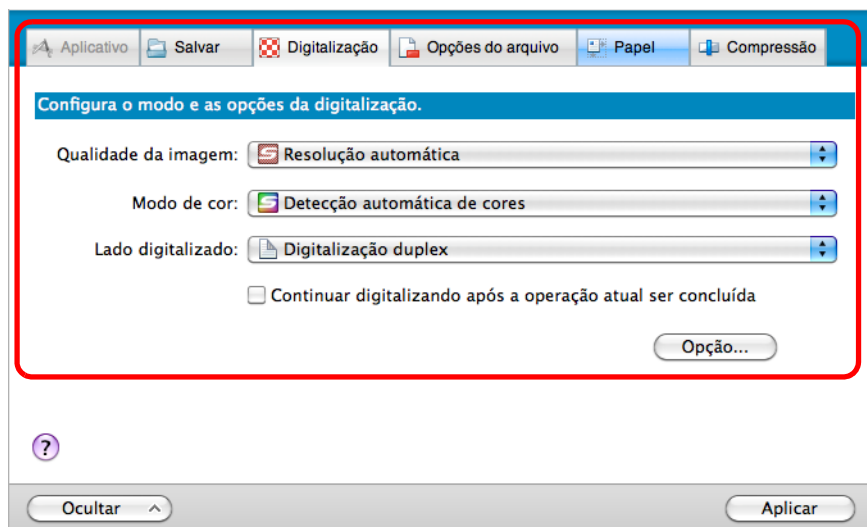 Aplicativo Salvar Digitalização Opções do arquivo Papel Compressão
Configura o modo e as opções da digitalização.
Qualidade da imagem: Resolução automática
Modo de cor: Detecção automática de cores
Lado digitalizado: Digitalização duplex
Continuar digitalizando após a operação atual ser concluída
Opção...
?
Ocultar Aplicar